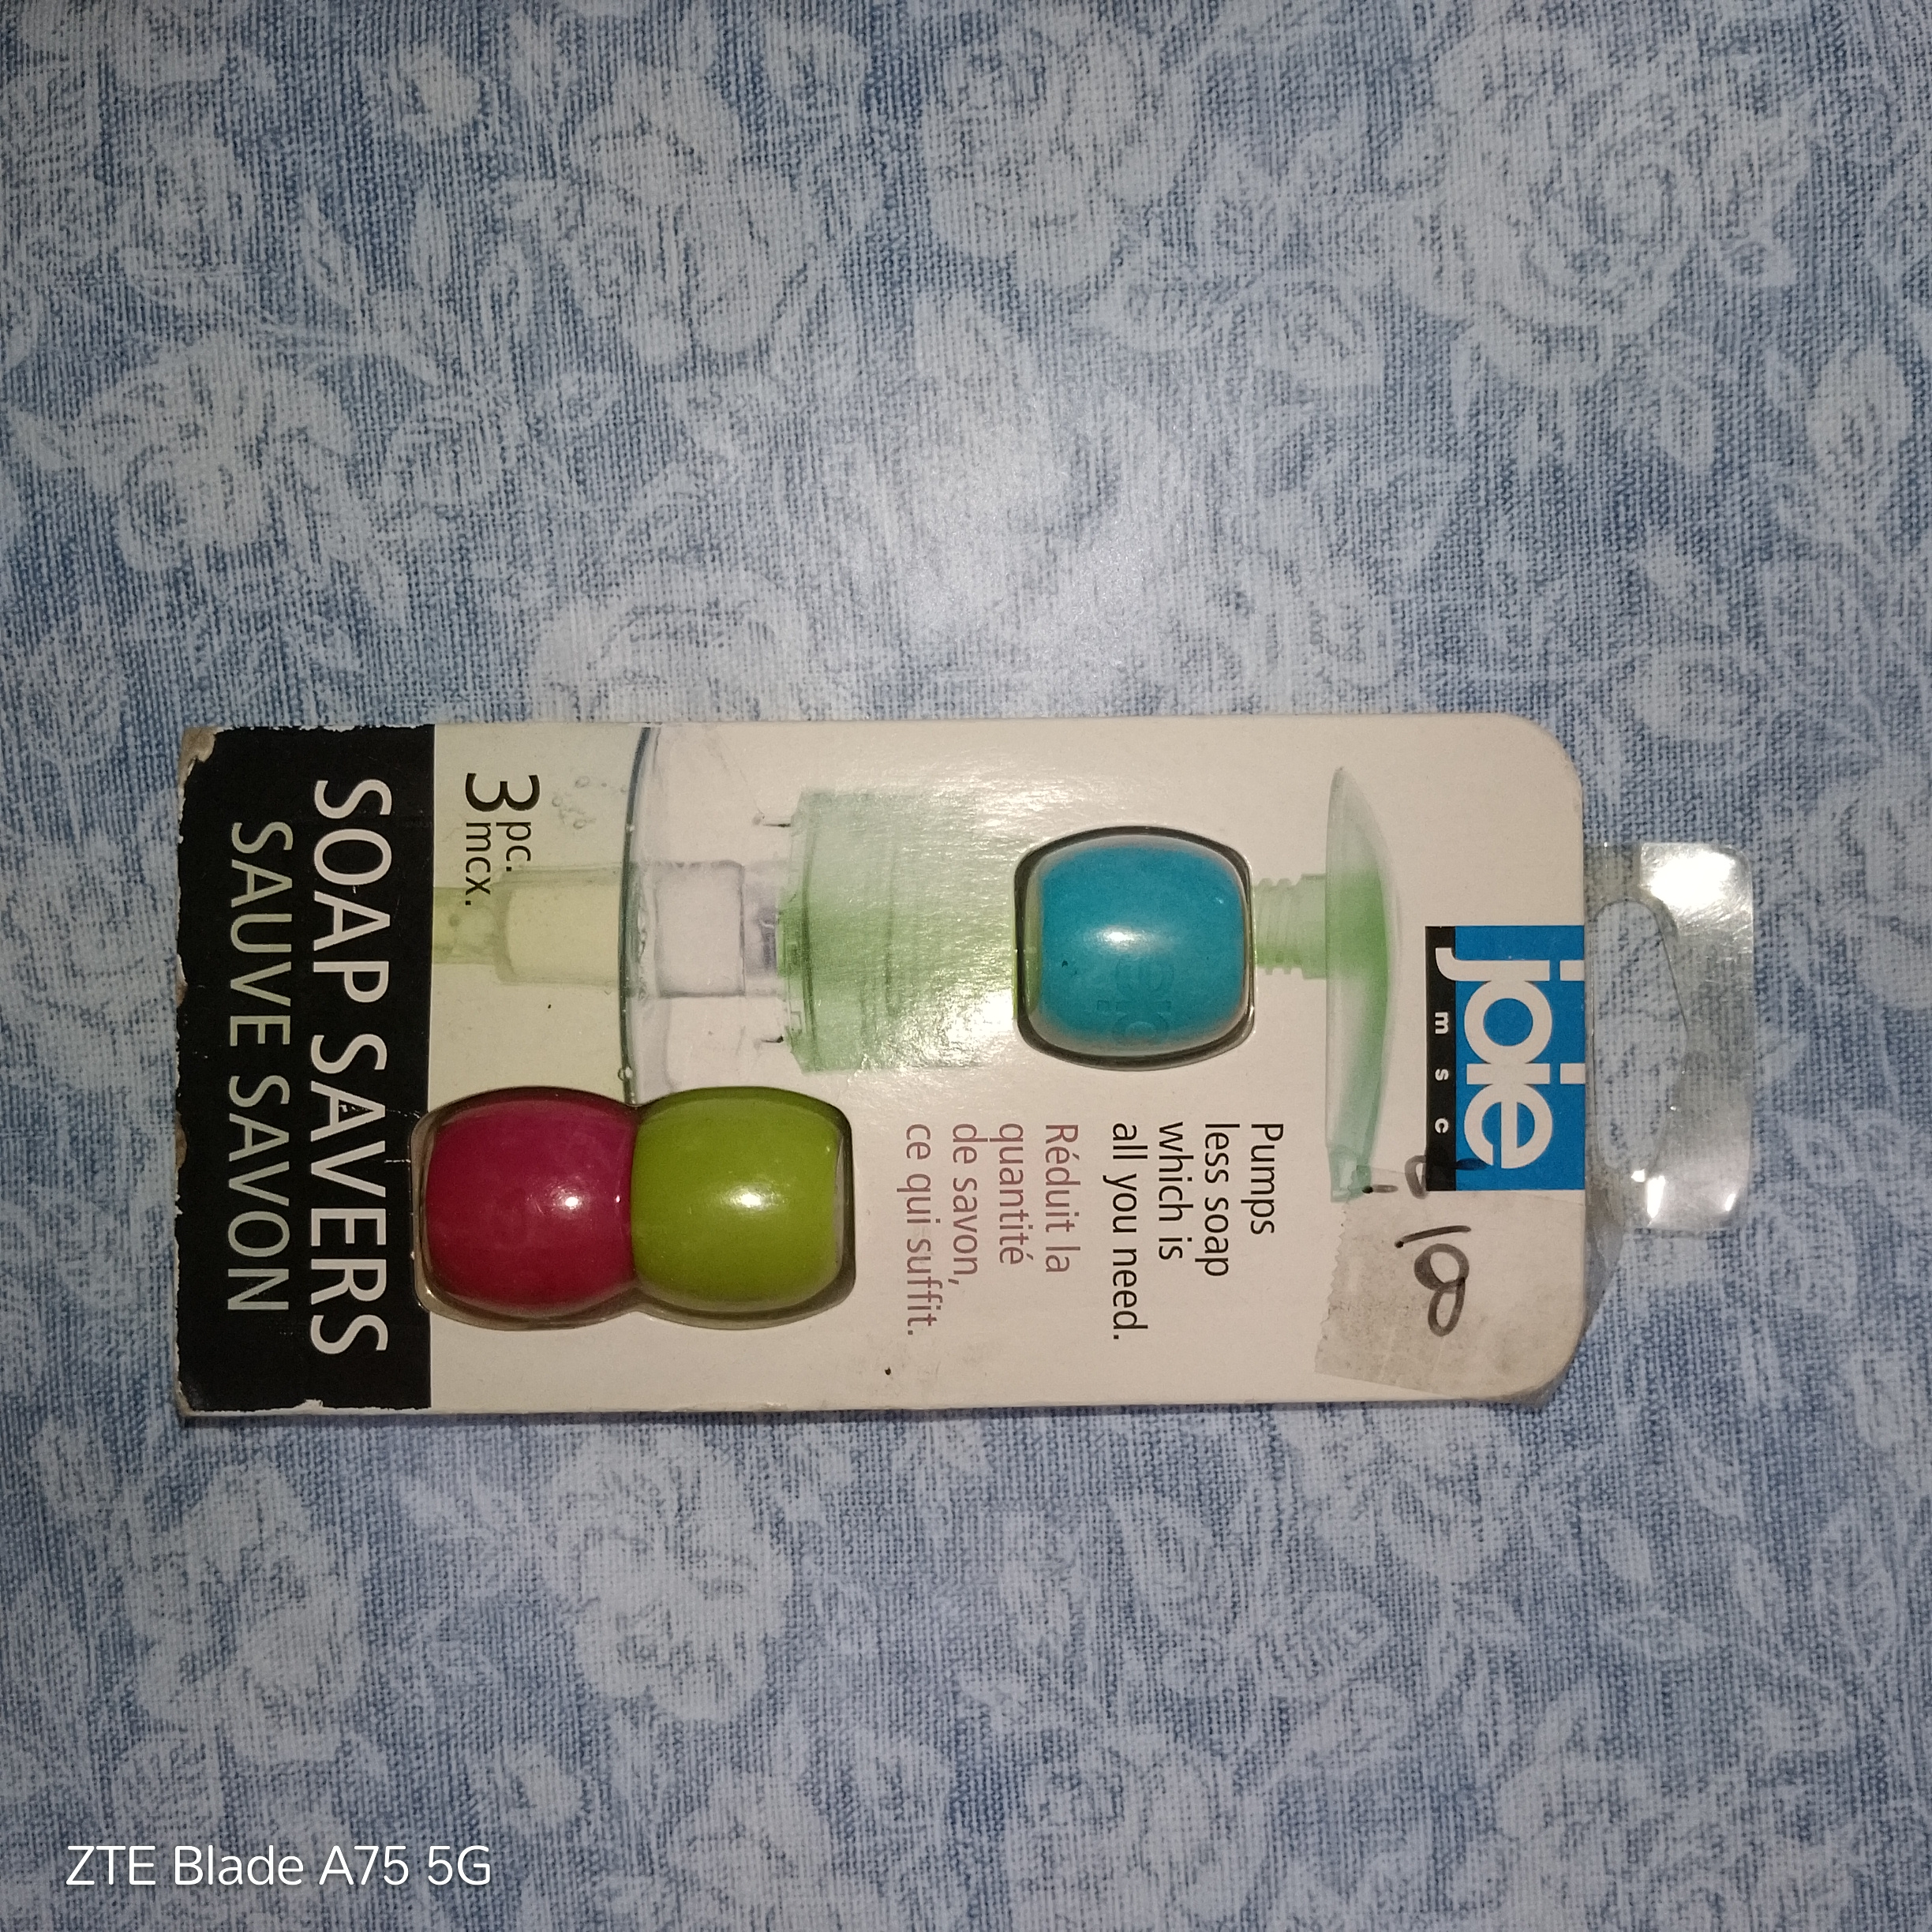 joie
msc
100
Pumps
less soap
which is
all you need.
Réduit la
quantité
de savon,
ce qui suffit.
3 pc.
mcx.
SOAP SAVERS
SAUVE SAVON
ZTE Blade A75 5G